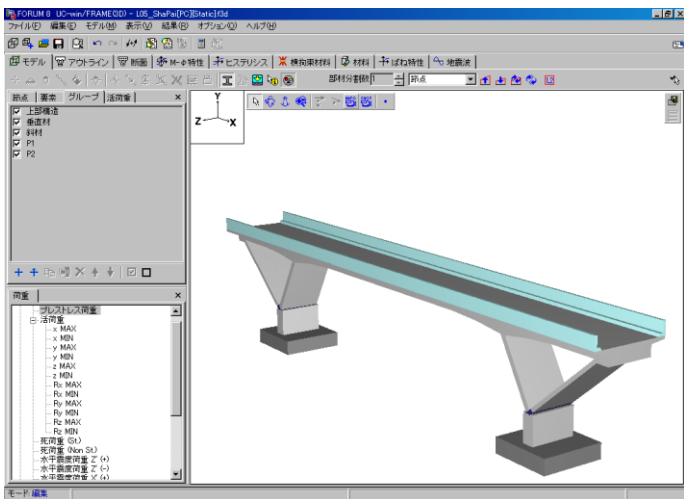 FORUM 8 UC-win/FRAME(3D) - L05_ShaPai[PC][Static].f3d
ファイル(F) 編集(E) モデル(M) 表示(V) 結果(R) オプション(O) ヘルプ(H)
モデル アウトライン 断面 M-φ特性 ヒステリシス 横拘束材料 材料 ばね特性 地震波
部材分割数 1 節点
節点 要素 グループ 活荷重 ×
上部構造
垂直材
斜材
P1
P2
Y
Z X
荷重 ×
プレストレス荷重
活荷重
x MAX
x MIN
y MAX
y MIN
z MAX
z MIN
Rx MAX
Rx MIN
Ry MAX
Ry MIN
Rz MAX
Rz MIN
死荷重 (St)
死荷重 (Non St)
水平震度荷重 Z (+)
水平震度荷重 Z (-)
水平震度荷重 X (+)
モード: 編集